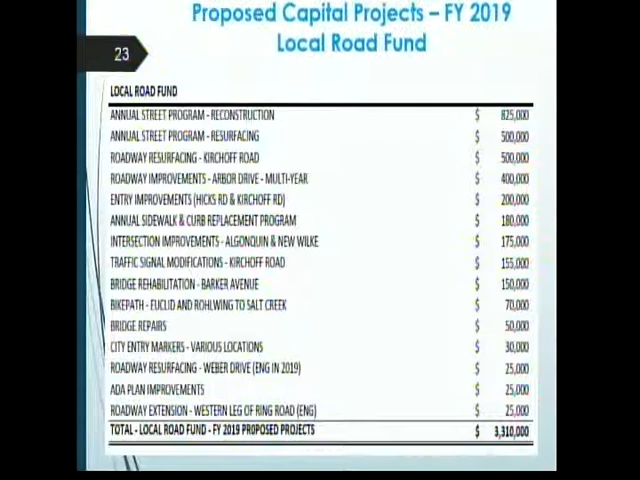 Proposed Capital Projects – FY 2019
Local Road Fund
23
LOCAL ROAD FUND
ANNUAL STREET PROGRAM - RECONSTRUCTION $ 825,000
ANNUAL STREET PROGRAM - RESURFACING $ 500,000
ROADWAY RESURFACING - KIRCHOFF ROAD $ 500,000
ROADWAY IMPROVEMENTS - ARBOR DRIVE - MULTI-YEAR $ 400,000
ENTRY IMPROVEMENTS (HICKS RD & KIRCHOFF RD) $ 200,000
ANNUAL SIDEWALK & CURB REPLACEMENT PROGRAM $ 180,000
INTERSECTION IMPROVEMENTS - ALGONQUIN & NEW WILKE $ 175,000
TRAFFIC SIGNAL MODIFICATIONS - KIRCHOFF ROAD $ 155,000
BRIDGE REHABILITATION - BARKER AVENUE $ 150,000
BIKEPATH - EUCLID AND ROHLWING TO SALT CREEK $ 70,000
BRIDGE REPAIRS $ 50,000
CITY ENTRY MARKERS - VARIOUS LOCATIONS $ 30,000
ROADWAY RESURFACING - WEBER DRIVE (ENG IN 2019) $ 25,000
ADA PLAN IMPROVEMENTS $ 25,000
ROADWAY EXTENSION - WESTERN LEG OF RING ROAD (ENG) $ 25,000
TOTAL - LOCAL ROAD FUND - FY 2019 PROPOSED PROJECTS $ 3,310,000